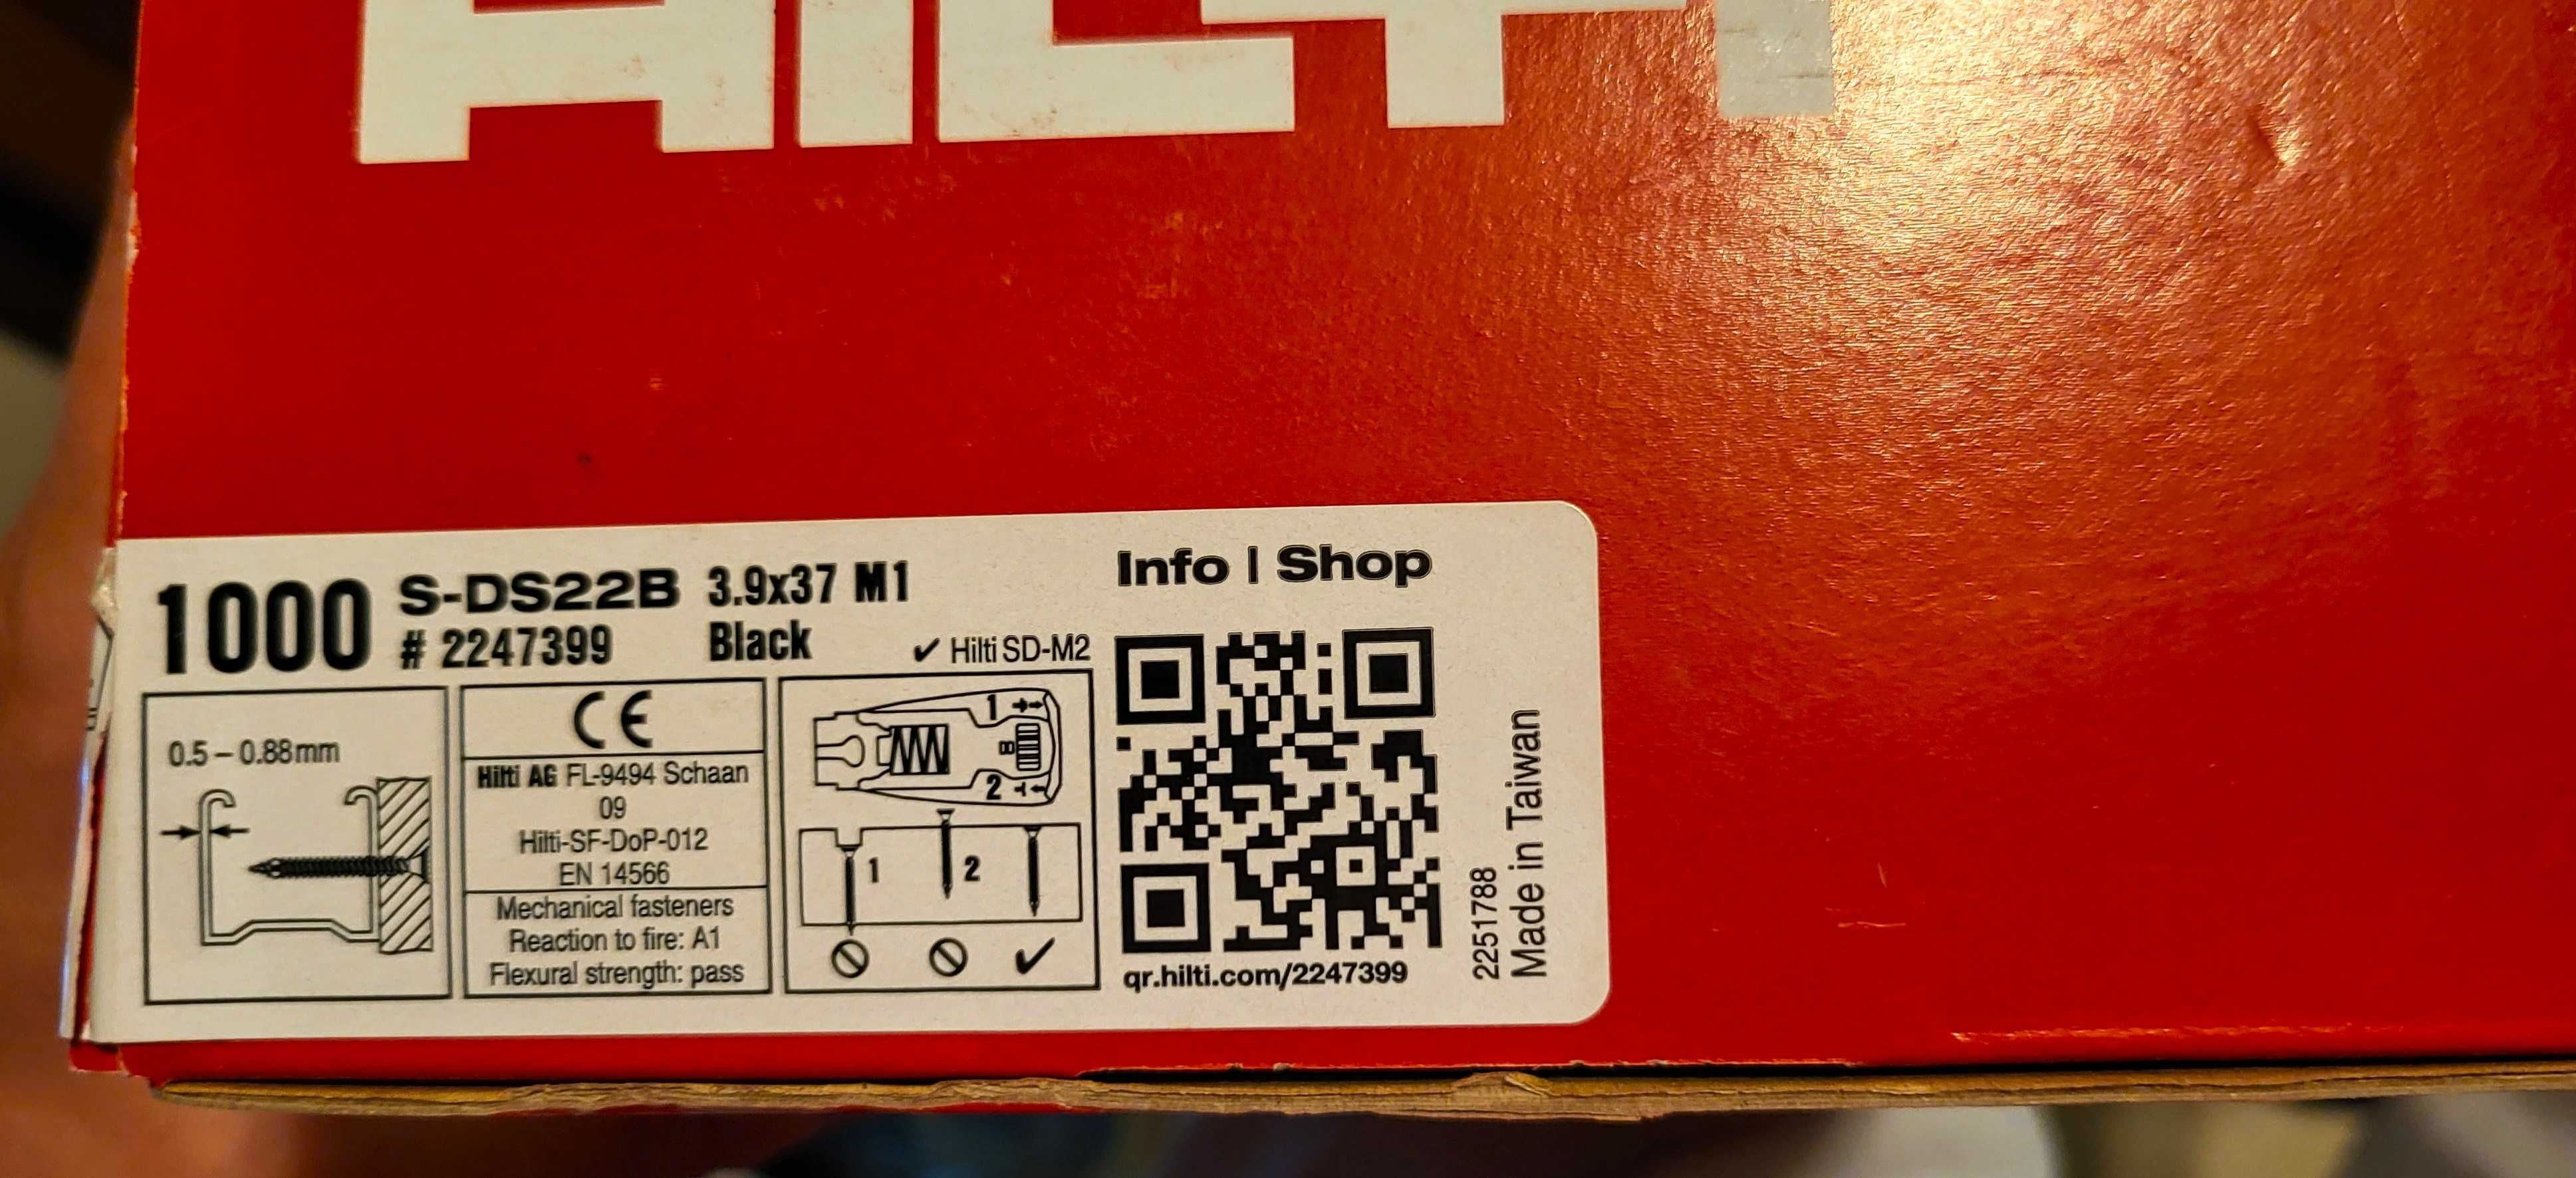 HILTI
1000 S-DS22B 3.9x37 M1
# 2247399 Black
✔ Hilti SD-M2
0.5 – 0.88mm
CE
Hilti AG FL-9494 Schaan
09
Hilti-SF-DoP-012
EN 14566
Mechanical fasteners
Reaction to fire: A1
Flexural strength: pass
1
2
1
2
Info | Shop
qr.hilti.com/2247399
2251788
Made in Taiwan